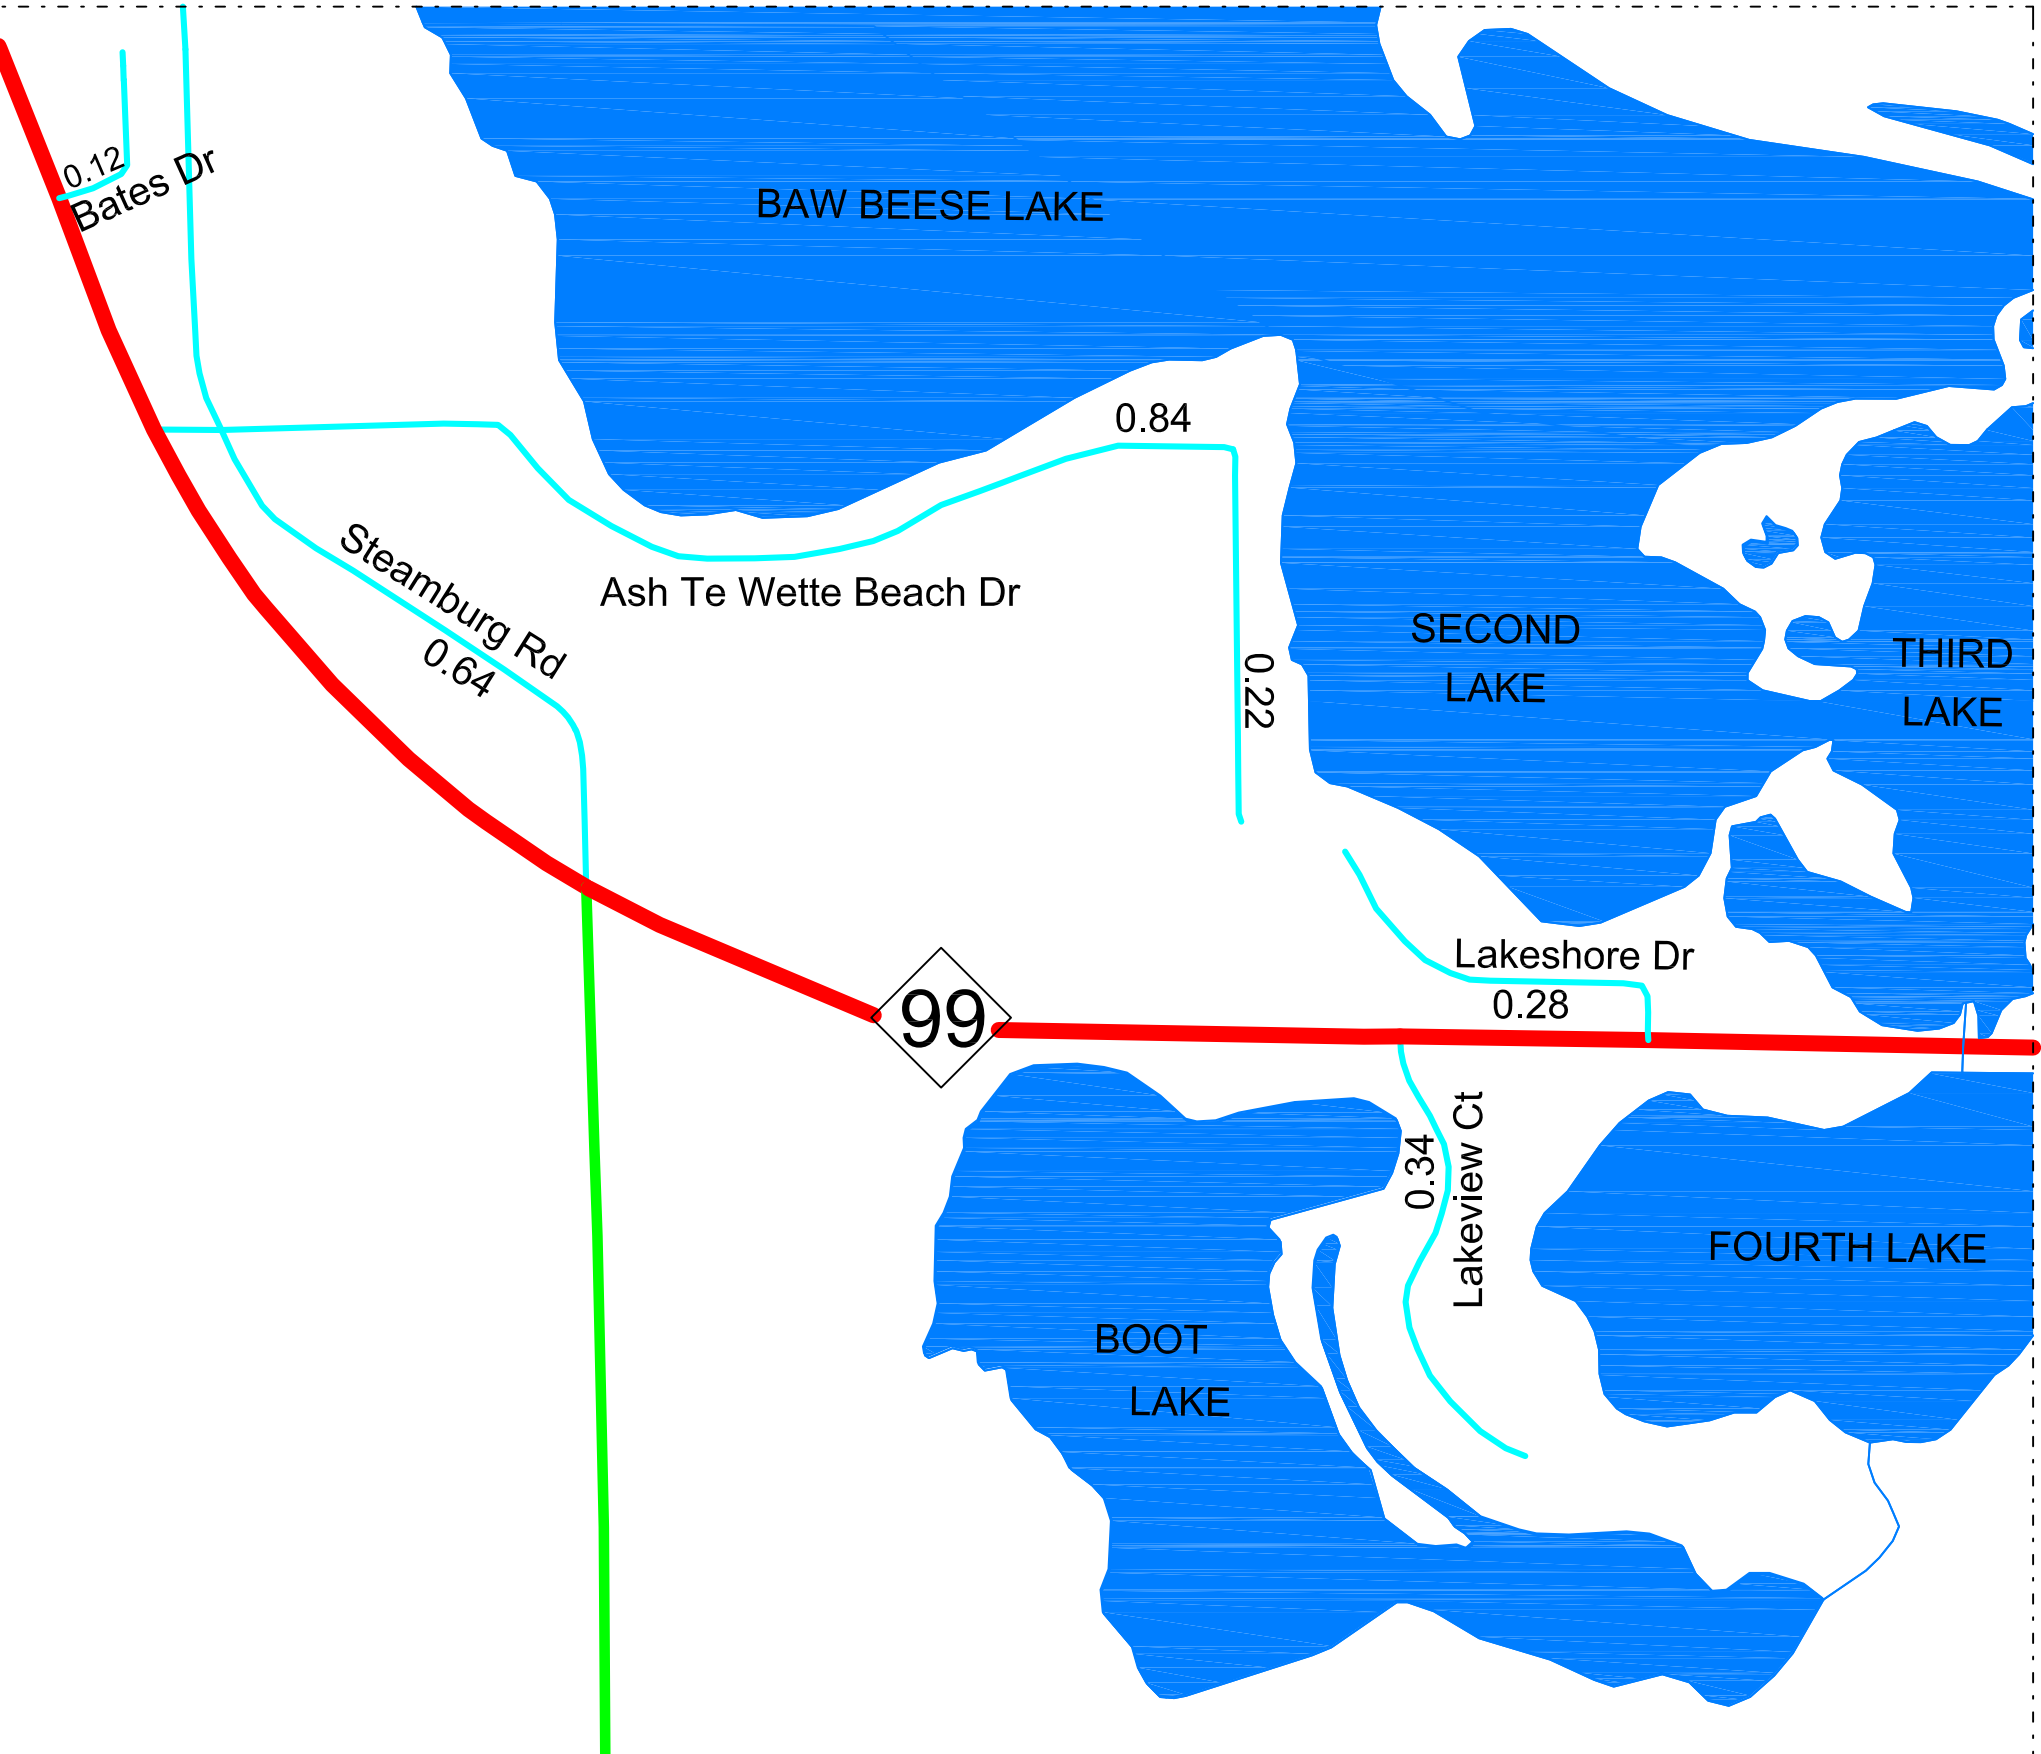 0.12
Bates Dr
BAW BEESE LAKE
0.84
Steamburg Rd
0.64
Ash Te Wette Beach Dr
0.22
SECOND
LAKE
THIRD
LAKE
Lakeshore Dr
0.28
99
0.34
Lakeview Ct
FOURTH LAKE
BOOT
LAKE